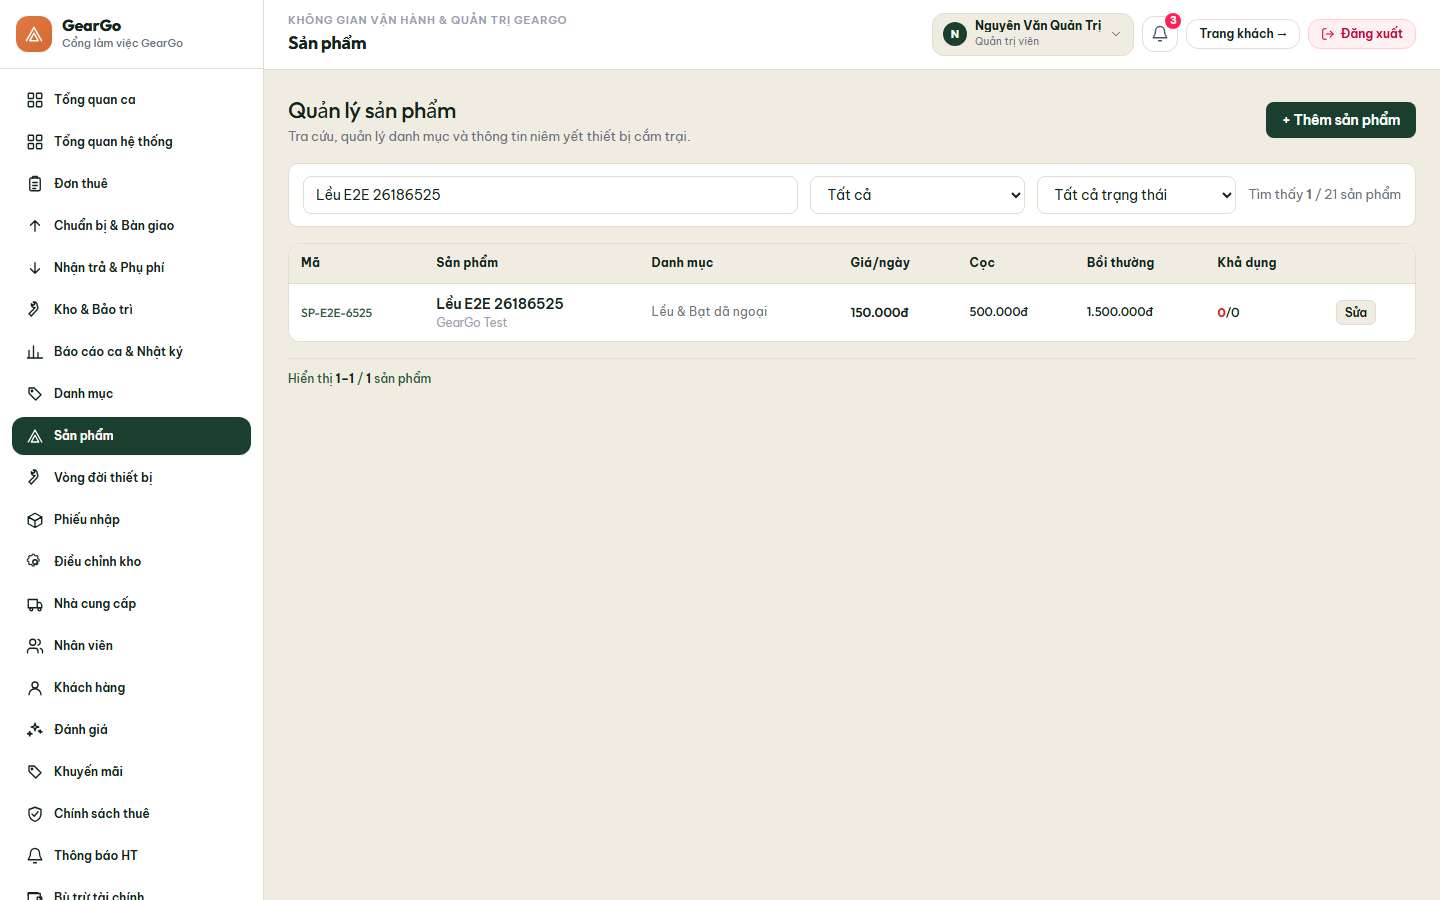 GearGo
Cổng làm việc GearGo
KHÔNG GIAN VẬN HÀNH & QUẢN TRỊ GEARGO
Sản phẩm
N
Nguyễn Văn Quản Trị
Quản trị viên
3
Trang khách →
Đăng xuất
Tổng quan ca
Tổng quan hệ thống
Đơn thuê
Chuẩn bị & Bàn giao
Nhận trả & Phụ phí
Kho & Bảo trì
Báo cáo ca & Nhật ký
Danh mục
Sản phẩm
Vòng đời thiết bị
Phiếu nhập
Điều chỉnh kho
Nhà cung cấp
Nhân viên
Khách hàng
Đánh giá
Khuyến mãi
Chính sách thuê
Thông báo HT
Bù trừ tài chính
Quản lý sản phẩm
Tra cứu, quản lý danh mục và thông tin niêm yết thiết bị cắm trại.
+ Thêm sản phẩm
Lều E2E 26186525
Tất cả
Tất cả trạng thái
Tìm thấy 1 / 21 sản phẩm
Mã Sản phẩm Danh mục Giá/ngày Cọc Bồi thường Khả dụng
SP-E2E-6525 Lều E2E 26186525 Lều & Bạt dã ngoại 150.000đ 500.000đ 1.500.000đ 0/0 Sửa
GearGo Test
Hiển thị 1–1 / 1 sản phẩm